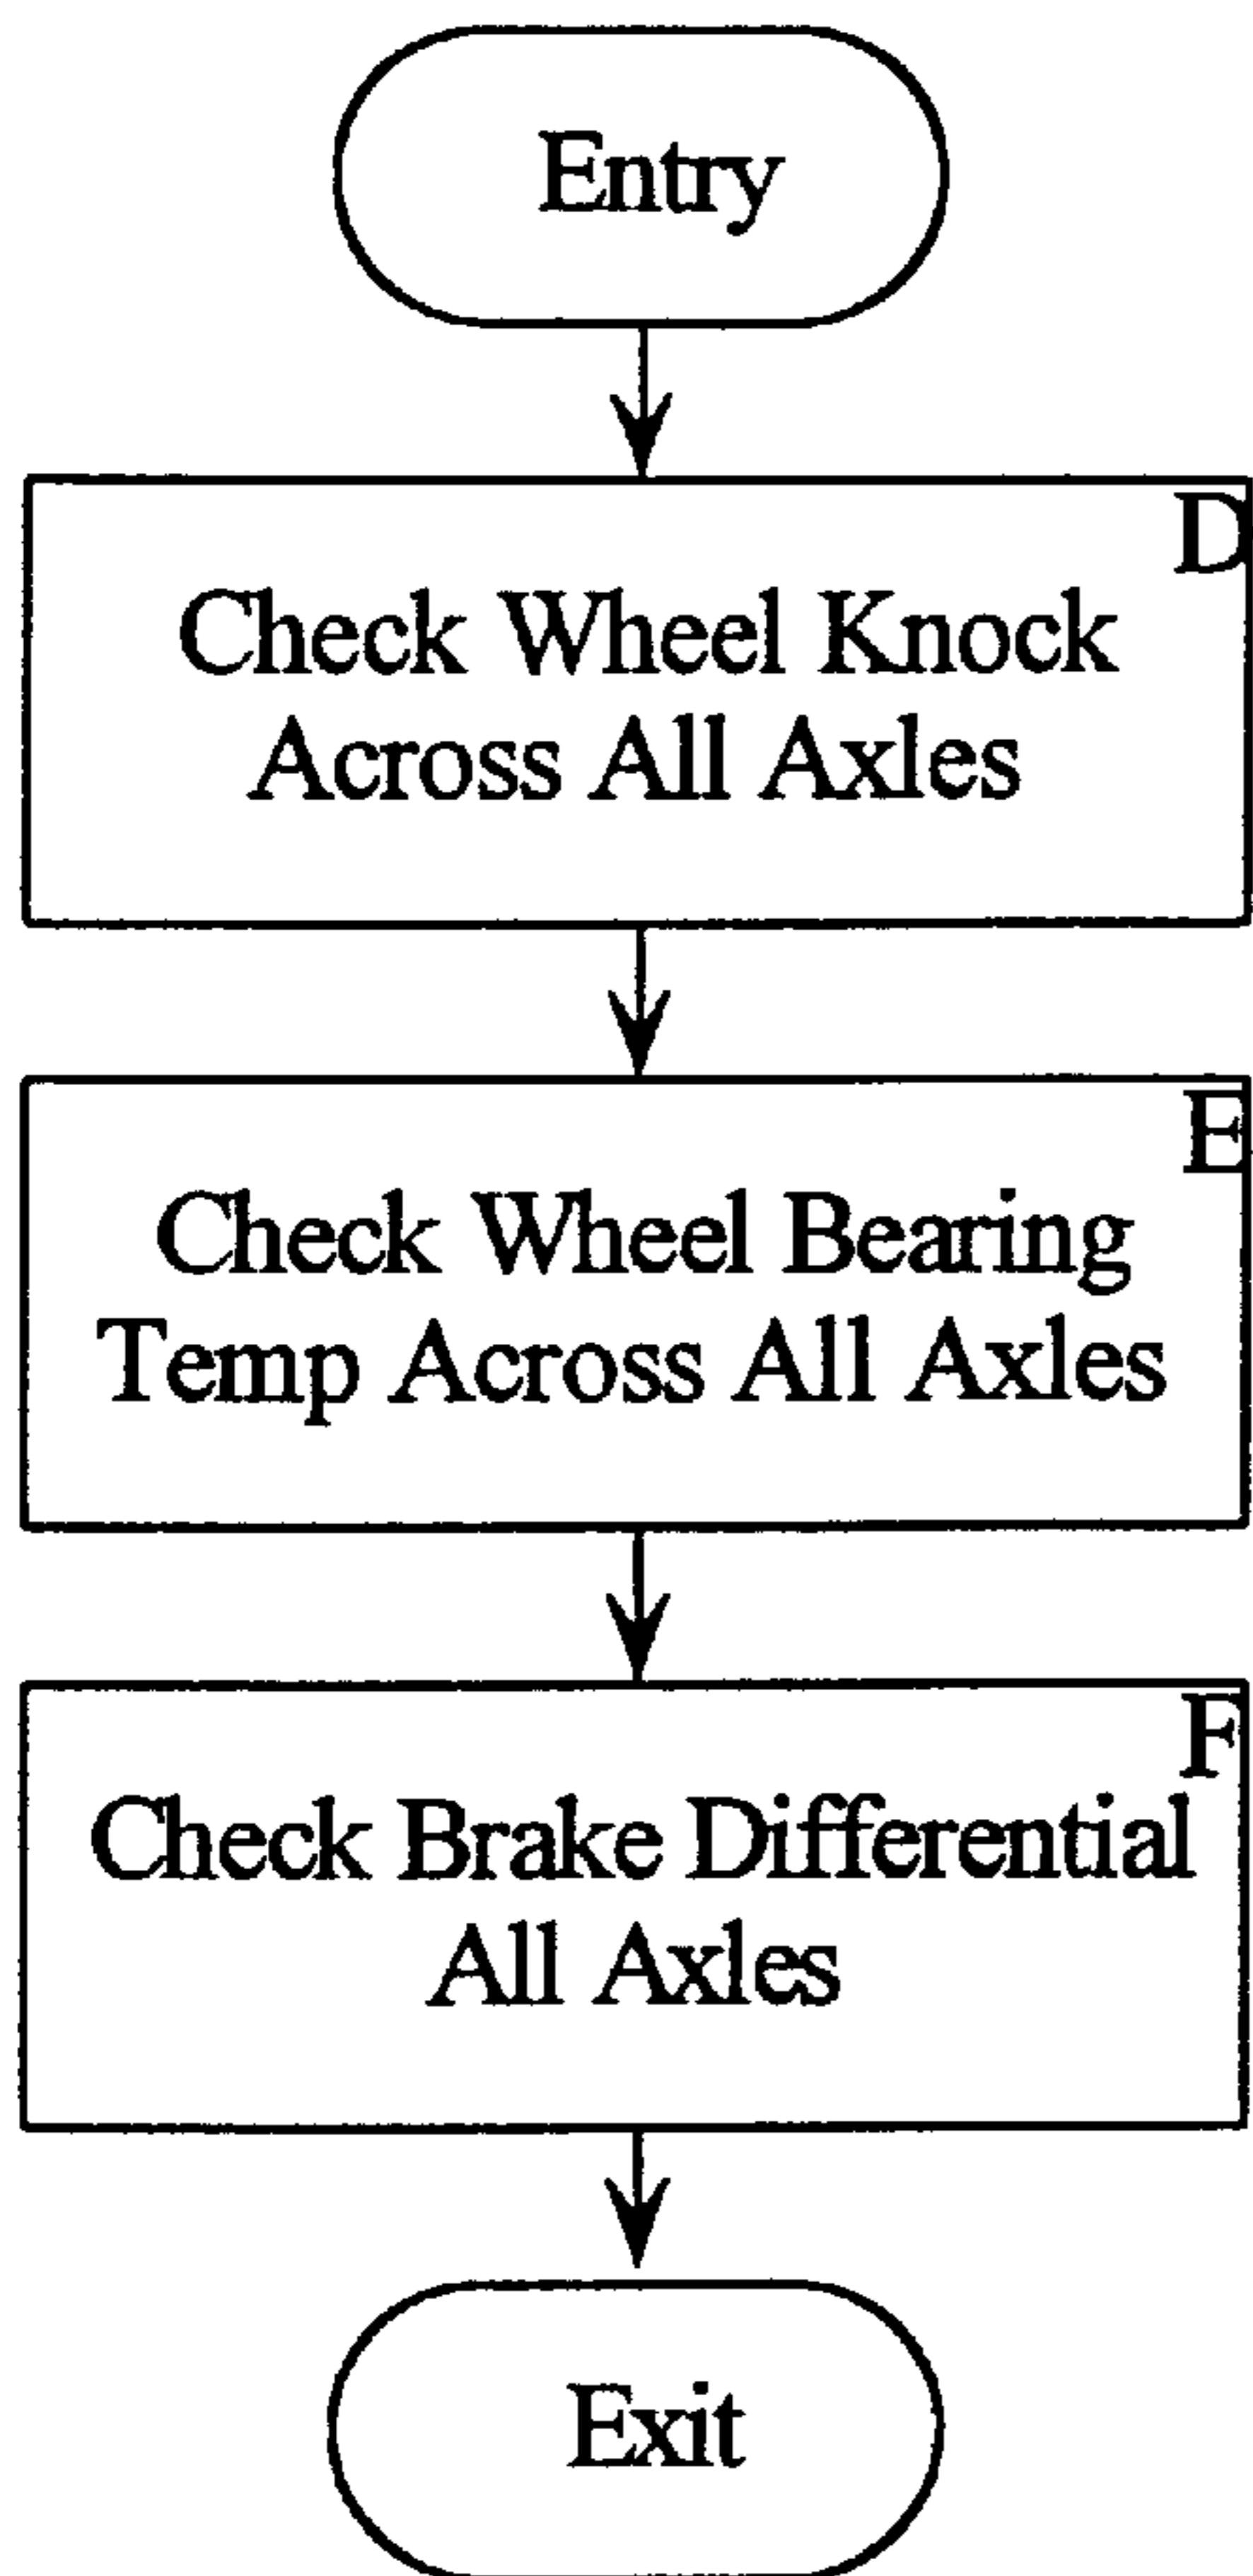 Entry
D
Check Wheel Knock
Across All Axles
E
Check Wheel Bearing
Temp Across All Axles
F
Check Brake Differential
All Axles
Exit